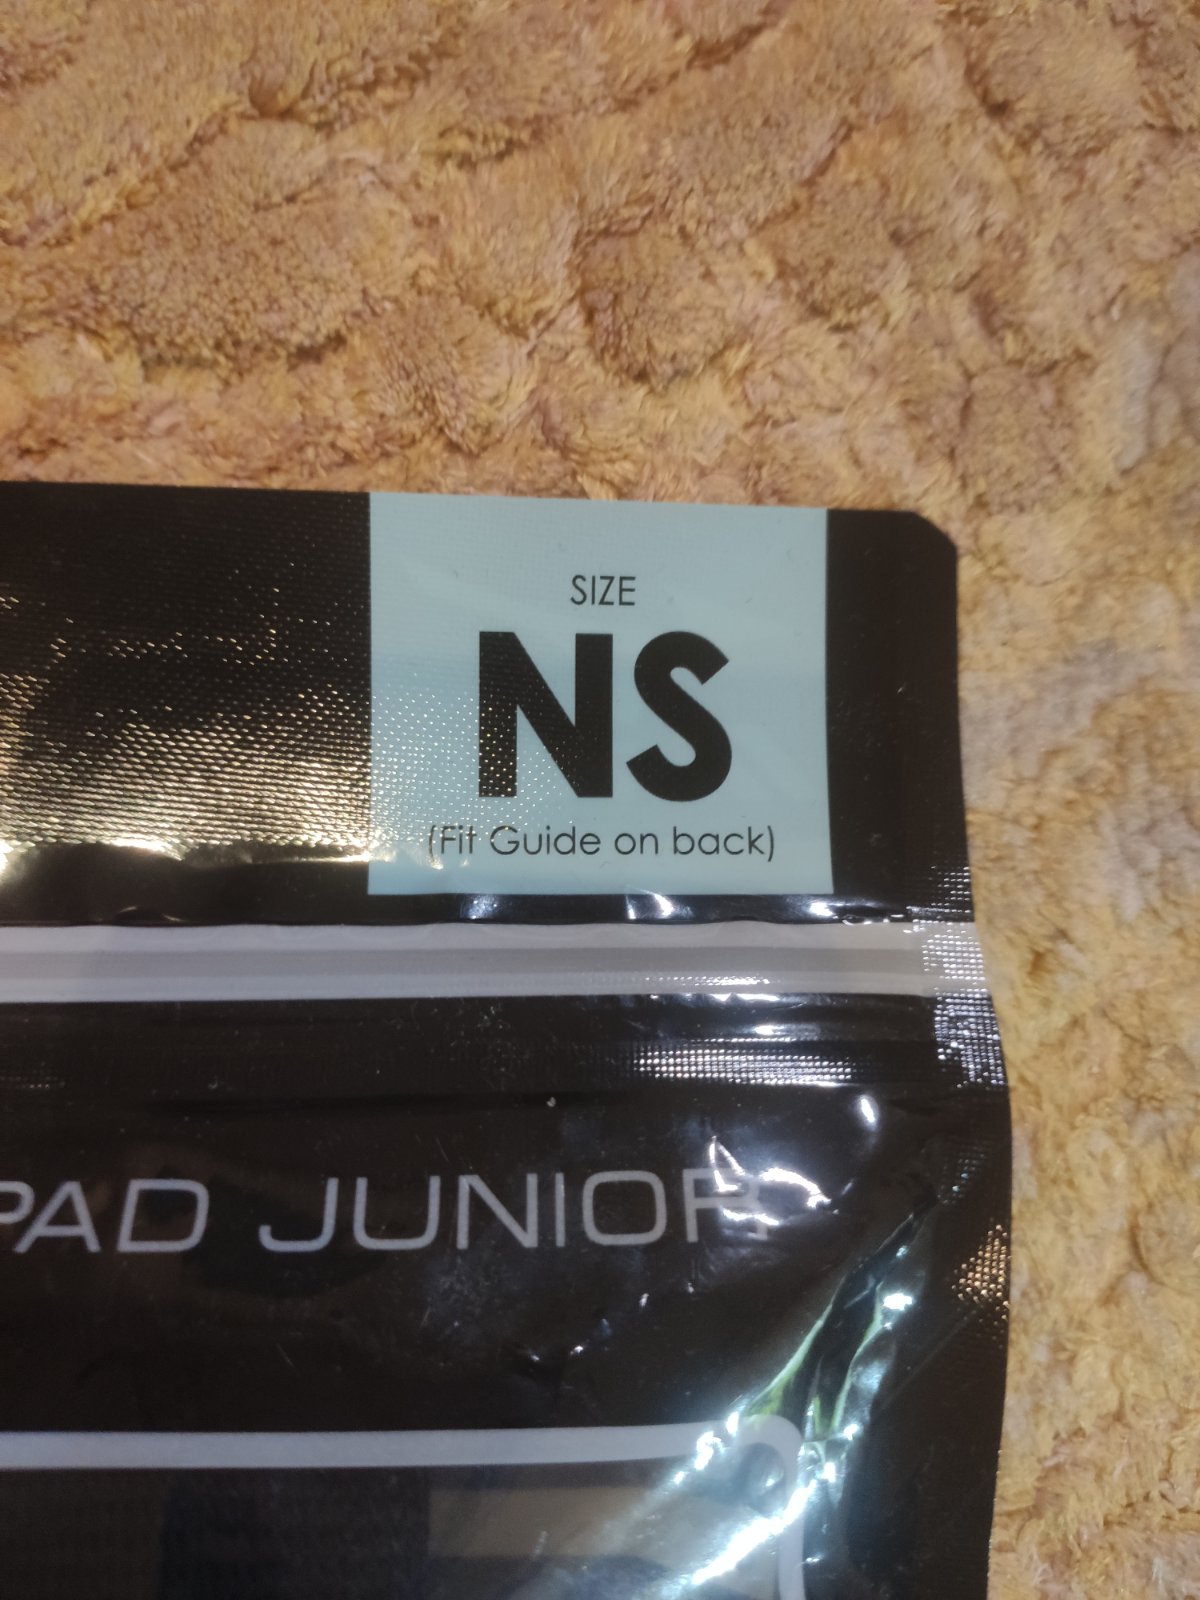 SIZE
NS
(Fit Guide on back)
PAD JUNIOR